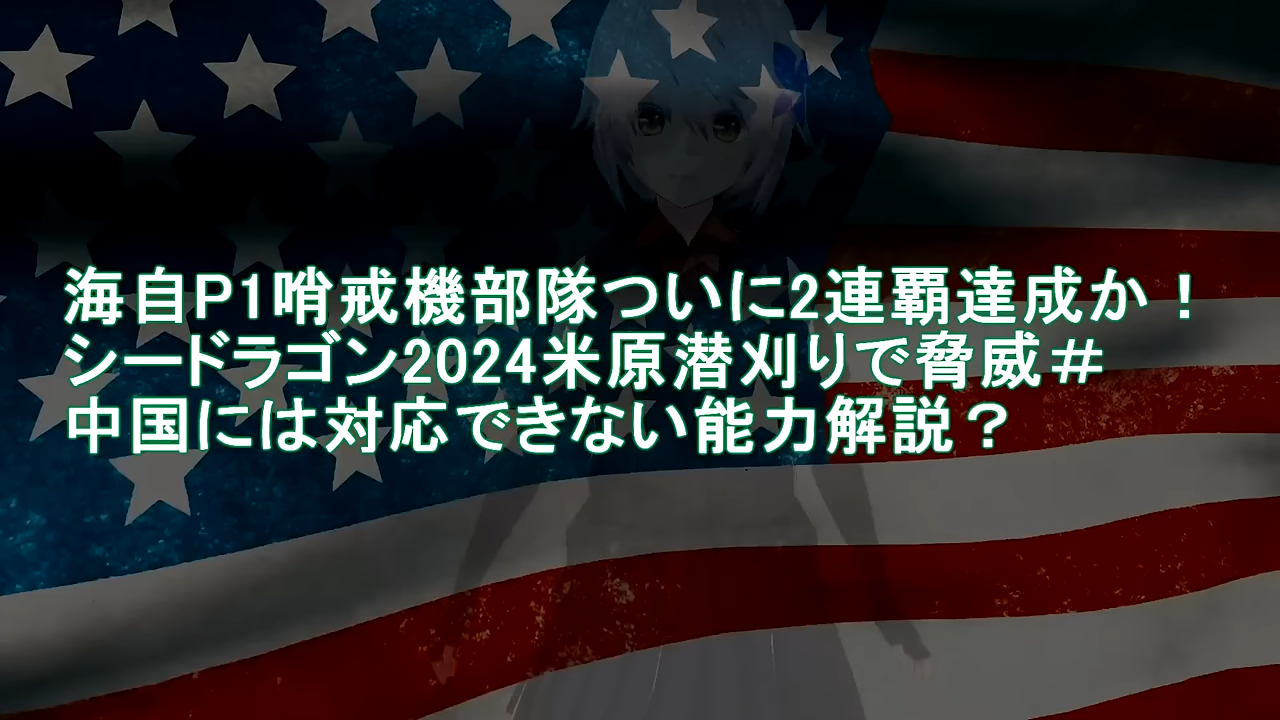 海自P1哨戒機部隊ついに2連覇達成か！
シードラゴン2024米原潜刈りで脅威＃
中国には対応できない能力解説？